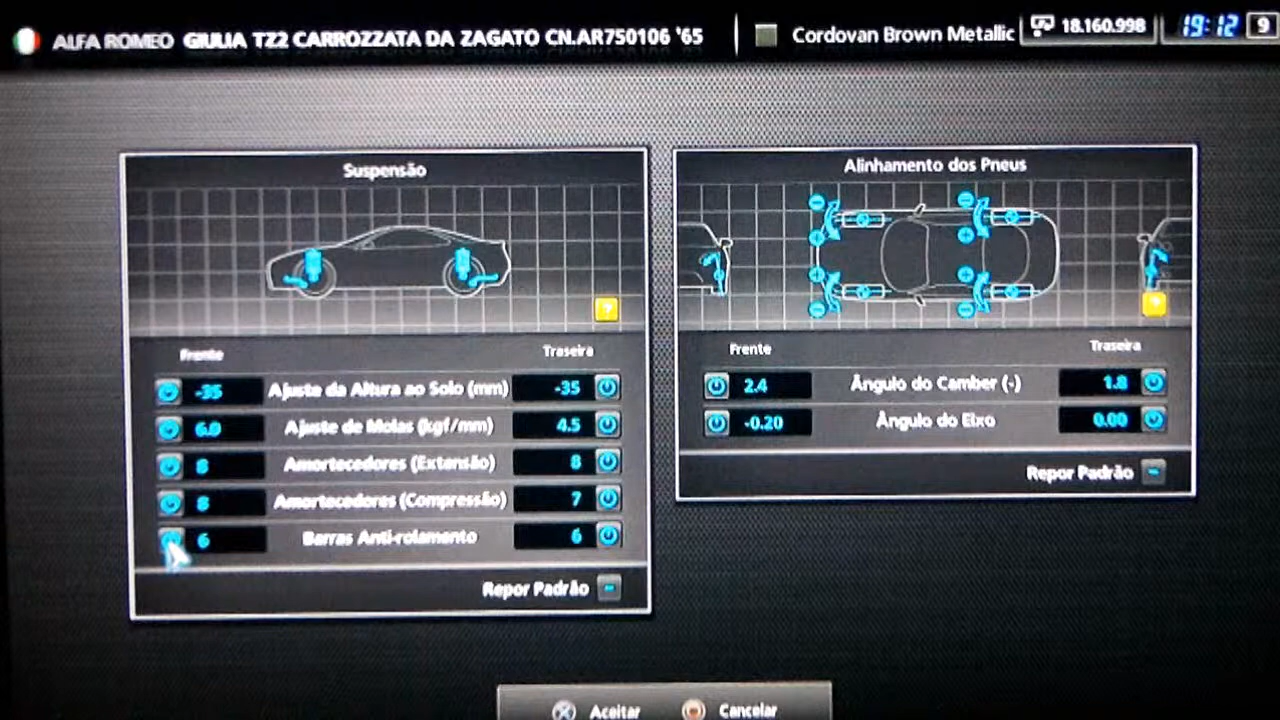 ALFA ROMEO GIULIA TZ2 CARROZZATA DA ZAGATO CN.AR750106 '65
Cordovan Brown Metallic
18.160.998
19:12
9
Suspensão
?
Frente
Traseira
-35 Ajuste da Altura ao Solo (mm) -35
6.0 Ajuste de Molas (kgf/mm) 4.5
8 Amortecedores (Extensão) 8
8 Amortecedores (Compressão) 7
6 Barras Anti-rolamento 6
Repor Padrão
Alinhamento dos Pneus
?
Frente
Traseira
2.4 Ângulo do Camber (-) 1.8
-0.20 Ângulo do Eixo 0.00
Repor Padrão
Aceitar
Cancelar